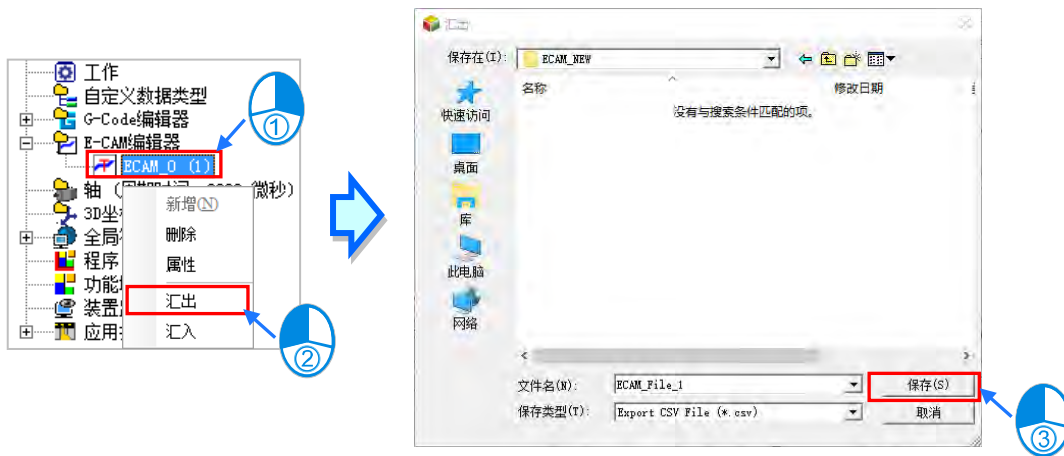 工作
自定义数据类型
G-Code编辑器
E-CAM编辑器
ECAM_0 (1)
轴 (
微秒)
3D坐
全局
程序
功能
装置
应用
新增(N)
删除
属性
汇出
汇入
①
②
汇出
保存在(I):
ECAM_NEW
名称
修改日期
没有与搜索条件匹配的项。
快速访问
桌面
库
此电脑
网络
文件名(N):
ECAM_File_1
保存(S)
保存类型(T):
Export CSV File (*.csv)
取消
③